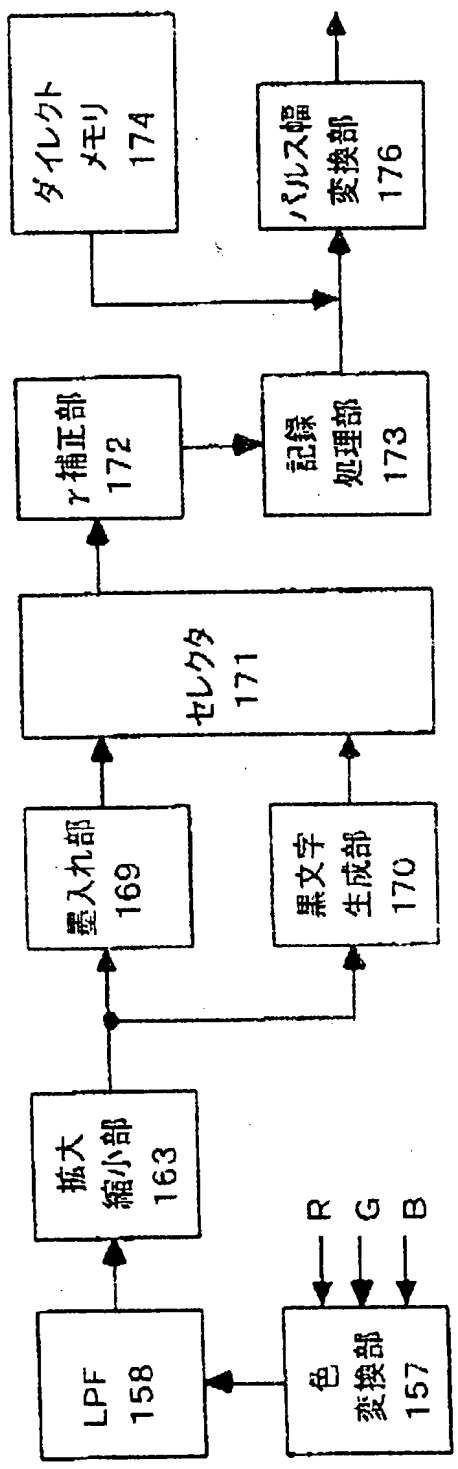 R
G
B
色
変換部
157
LPF
158
拡大
縮小部
163
墨入れ部
169
黒文字
生成部
170
セレクタ
171
γ補正部
172
記録
処理部
173
ダイレクト
メモリ
174
パルス幅
変換部
176